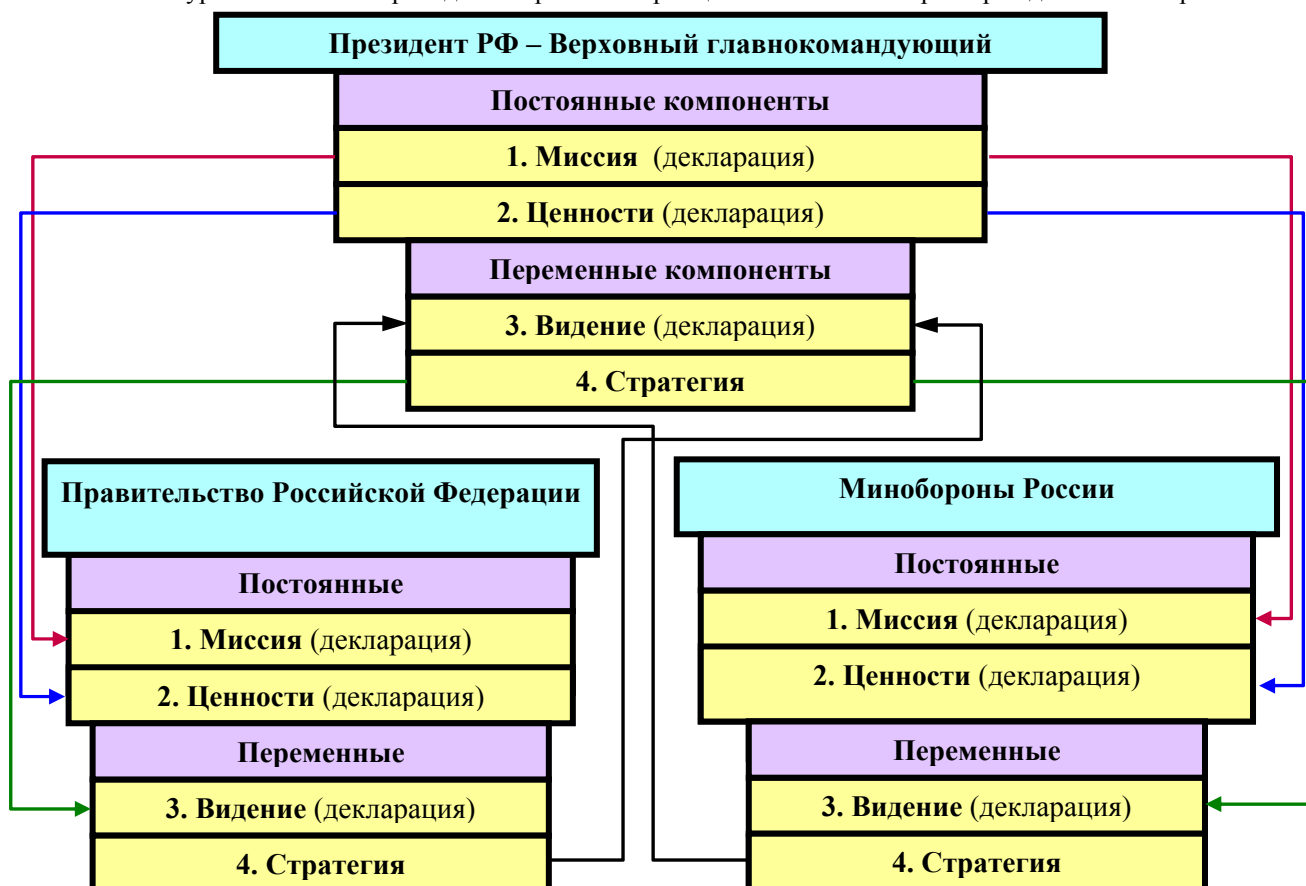 Президент РФ – Верховный главнокомандующий
Постоянные компоненты
1. Миссия (декларация)
2. Ценности (декларация)
Переменные компоненты
3. Видение (декларация)
4. Стратегия
Правительство Российской Федерации
Постоянные
1. Миссия (декларация)
2. Ценности (декларация)
Переменные
3. Видение (декларация)
4. Стратегия
Минобороны России
Постоянные
1. Миссия (декларация)
2. Ценности (декларация)
Переменные
3. Видение (декларация)
4. Стратегия